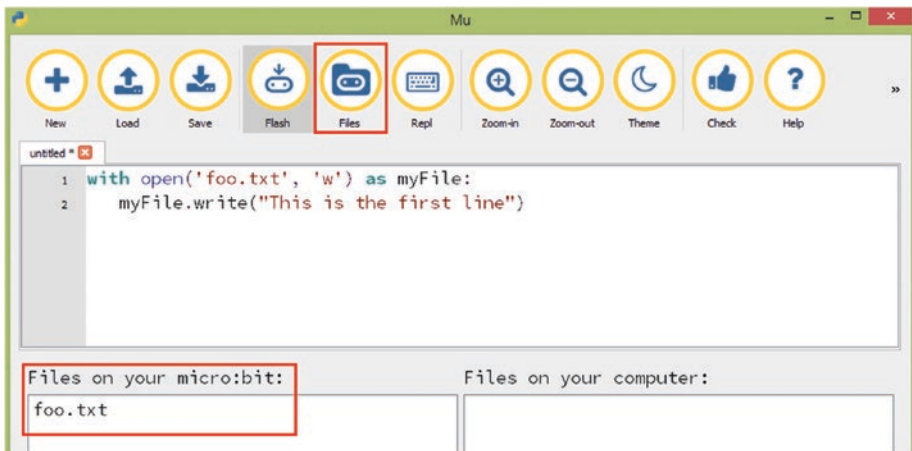 Mu
New Load Save Flash Files Repl Zoom-in Zoom-out Theme Check Help »
untitled *
1 with open('foo.txt', 'w') as myFile:
2 myFile.write("This is the first line")
Files on your micro:bit: Files on your computer:
foo.txt